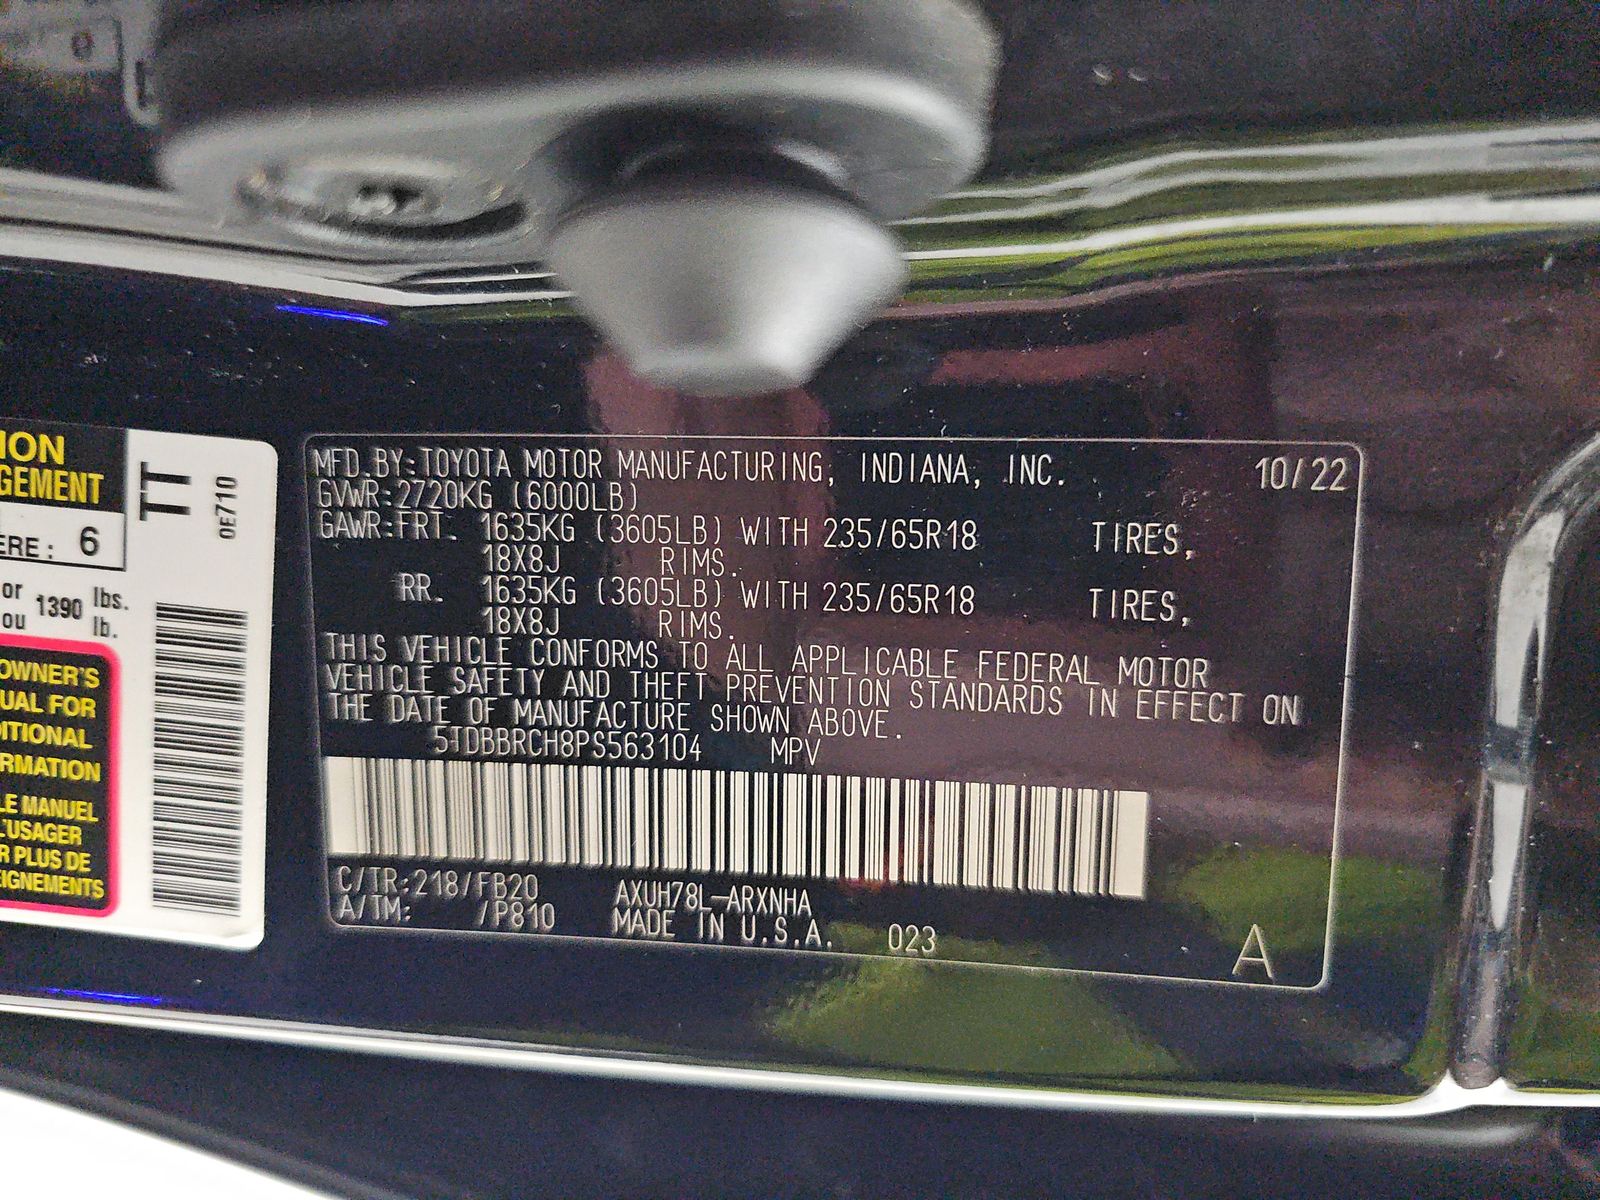 ION
GEMENT
ERE : 6
or
ou 1390 lbs.
lb.
OWNER'S
UAL FOR
DITIONAL
RMATION
LE MANUEL
L'USAGER
R PLUS DE
EIGNEMENTS
TT
0E710
MFD.BY:TOYOTA MOTOR MANUFACTURING, INDIANA, INC. 10/22
GVWR:2720KG (6000LB)
GAWR:FRT. 1635KG (3605LB) WITH 235/65R18 TIRES,
18X8J RIMS.
RR. 1635KG (3605LB) WITH 235/65R18 TIRES,
18X8J RIMS.
THIS VEHICLE CONFORMS TO ALL APPLICABLE FEDERAL MOTOR
VEHICLE SAFETY AND THEFT PREVENTION STANDARDS IN EFFECT ON
THE DATE OF MANUFACTURE SHOWN ABOVE.
5TDBBRCH8PS563104 MPV
C/TR:218/FB20 AXUH78L-ARXNHA
A/TM: /P810 MADE IN U.S.A. 023 A